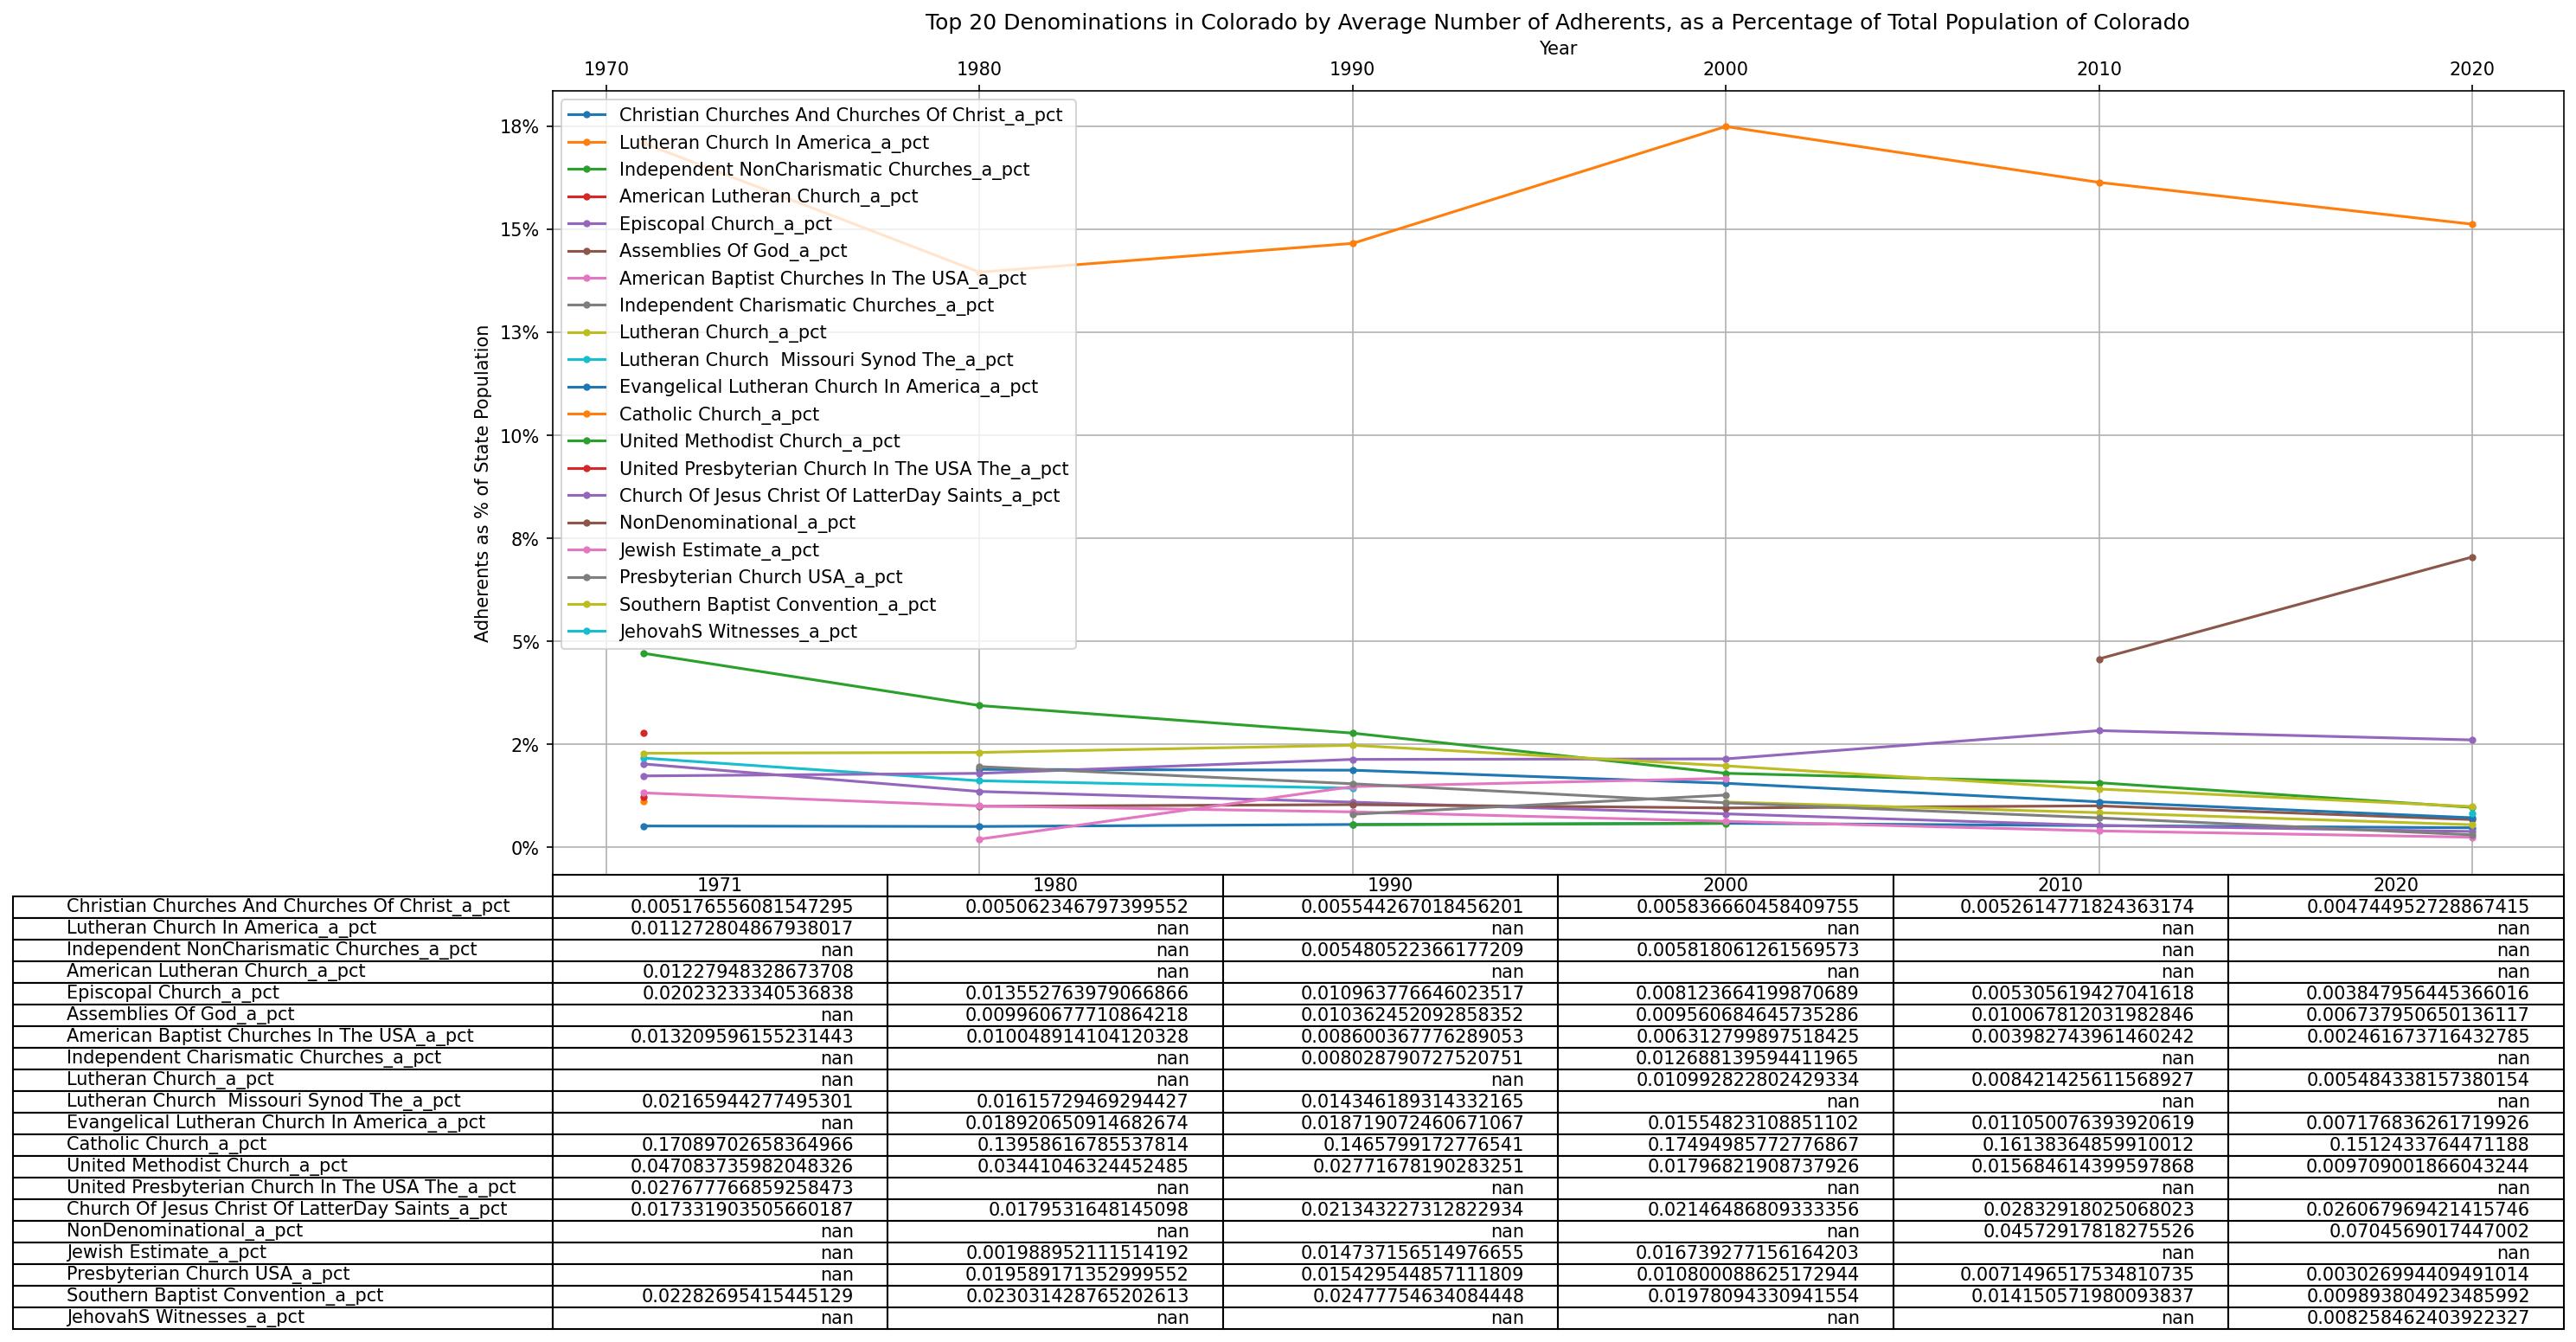 Top 20 Denominations in Colorado by Average Number of Adherents, as a Percentage of Total Population of Colorado
Year
1970 1980 1990 2000 2010 2020
Adherents as % of State Population
18%
15%
13%
10%
8%
5%
2%
0%
Christian Churches And Churches Of Christ_a_pct
Lutheran Church In America_a_pct
Independent NonCharismatic Churches_a_pct
American Lutheran Church_a_pct
Episcopal Church_a_pct
Assemblies Of God_a_pct
American Baptist Churches In The USA_a_pct
Independent Charismatic Churches_a_pct
Lutheran Church_a_pct
Lutheran Church  Missouri Synod The_a_pct
Evangelical Lutheran Church In America_a_pct
Catholic Church_a_pct
United Methodist Church_a_pct
United Presbyterian Church In The USA The_a_pct
Church Of Jesus Christ Of LatterDay Saints_a_pct
NonDenominational_a_pct
Jewish Estimate_a_pct
Presbyterian Church USA_a_pct
Southern Baptist Convention_a_pct
JehovahS Witnesses_a_pct
1971 1980 1990 2000 2010 2020
Christian Churches And Churches Of Christ_a_pct 0.005176556081547295 0.005062346797399552 0.005544267018456201 0.005836660458409755 0.0052614771824363174 0.004744952728867415
Lutheran Church In America_a_pct 0.011272804867938017 nan nan nan nan nan
Independent NonCharismatic Churches_a_pct nan nan 0.005480522366177209 0.005818061261569573 nan nan
American Lutheran Church_a_pct 0.01227948328673708 nan nan nan nan nan
Episcopal Church_a_pct 0.02023233340536838 0.013552763979066866 0.010963776646023517 0.008123664199870689 0.005305619427041618 0.003847956445366016
Assemblies Of God_a_pct nan 0.009960677710864218 0.010362452092858352 0.009560684645735286 0.010067812031982846 0.006737950650136117
American Baptist Churches In The USA_a_pct 0.013209596155231443 0.010048914104120328 0.008600367776289053 0.006312799897518425 0.003982743961460242 0.002461673716432785
Independent Charismatic Churches_a_pct nan nan 0.008028790727520751 0.012688139594411965 nan nan
Lutheran Church_a_pct nan nan nan 0.010992822802429334 0.008421425611568927 0.005484338157380154
Lutheran Church  Missouri Synod The_a_pct 0.02165944277495301 0.01615729469294427 0.014346189314332165 nan nan nan
Evangelical Lutheran Church In America_a_pct nan 0.018920650914682674 0.018719072460671067 0.01554823108851102 0.011050076393920619 0.007176836261719926
Catholic Church_a_pct 0.17089702658364966 0.13958616785537814 0.1465799172776541 0.17494985772776867 0.16138364859910012 0.1512433764471188
United Methodist Church_a_pct 0.047083735982048326 0.03441046324452485 0.02771678190283251 0.01796821908737926 0.015684614399597868 0.009709001866043244
United Presbyterian Church In The USA The_a_pct 0.027677766859258473 nan nan nan nan nan
Church Of Jesus Christ Of LatterDay Saints_a_pct 0.017331903505660187 0.0179531648145098 0.021343227312822934 0.02146486809333356 0.02832918025068023 0.026067969421415746
NonDenominational_a_pct nan nan nan nan 0.04572917818275526 0.0704569017447002
Jewish Estimate_a_pct nan 0.001988952111514192 0.014737156514976655 0.016739277156164203 nan nan
Presbyterian Church USA_a_pct nan 0.019589171352999552 0.015429544857111809 0.010800088625172944 0.0071496517534810735 0.003026994409491014
Southern Baptist Convention_a_pct 0.02282695415445129 0.023031428765202613 0.02477754634084448 0.01978094330941554 0.014150571980093837 0.009893804923485992
JehovahS Witnesses_a_pct nan nan nan nan nan 0.008258462403922327